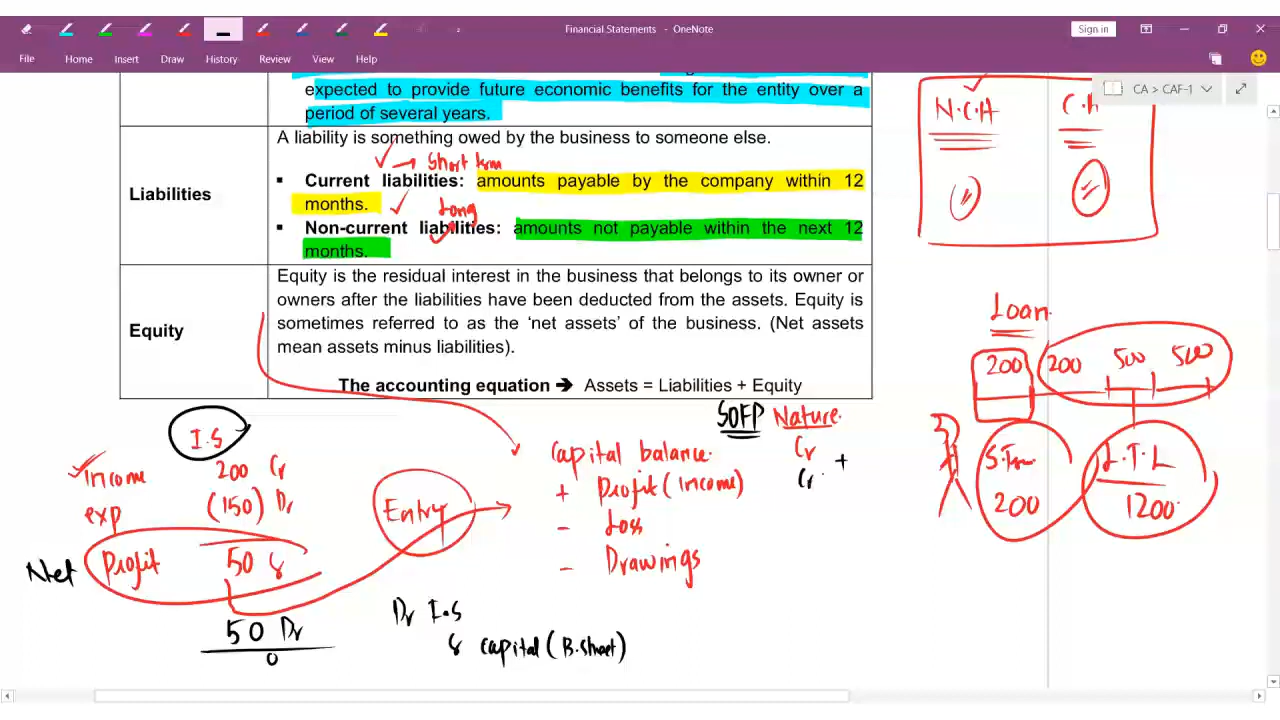 Financial Statements - OneNote
Sign in
File Home Insert Draw History Review View Help
CA > CAF-1
expected to provide future economic benefits for the entity over a
period of several years.
Liabilities
A liability is something owed by the business to someone else.
→ Short term
▪ Current liabilities: amounts payable by the company within 12
months.
Long
▪ Non-current liabilities: amounts not payable within the next 12
months.
Equity
Equity is the residual interest in the business that belongs to its owner or
owners after the liabilities have been deducted from the assets. Equity is
sometimes referred to as the 'net assets' of the business. (Net assets
mean assets minus liabilities).
The accounting equation → Assets = Liabilities + Equity
I.S
Income 200 Cr
exp (150) Dr
Net Profit 50 Cr
50 Dr
0
Entry
Dr I.S
Cr capital (B.sheet)
SOFP Nature
Capital balance Cr
+ Profit (Income) Cr +
- Loss
- Drawings
Loan
200 200 500 500
L.T.L
200 1200